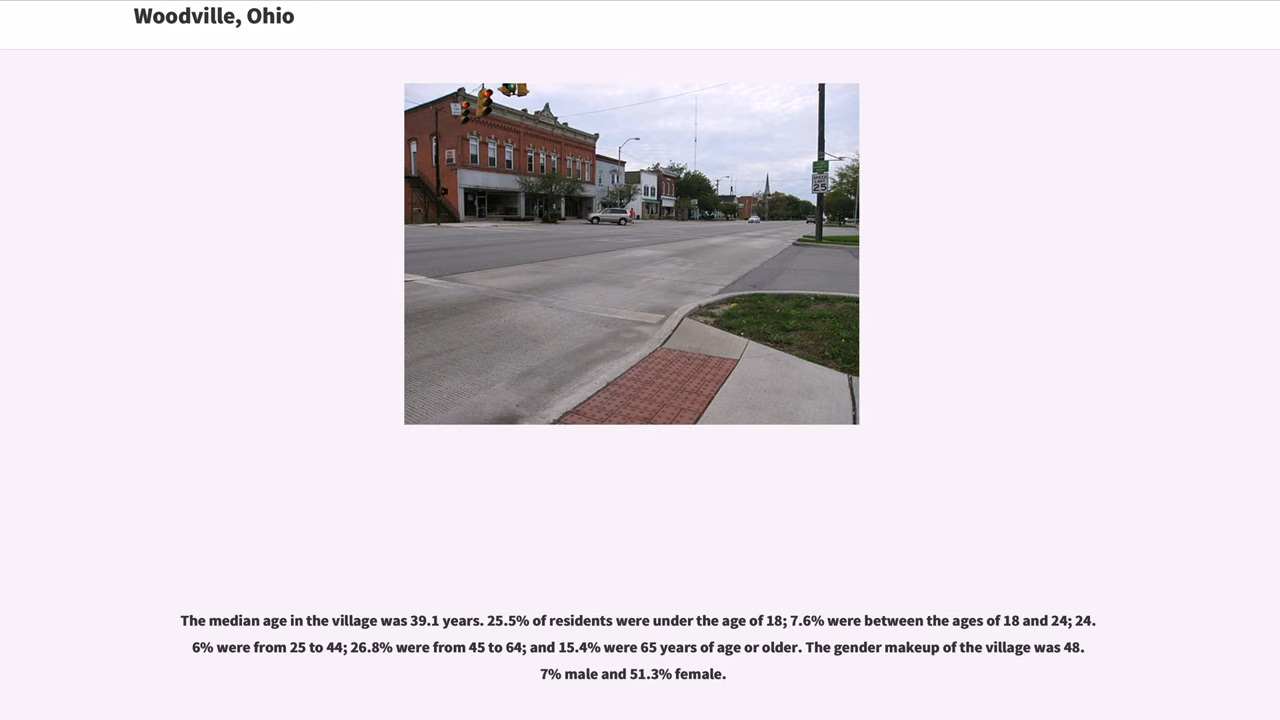 Woodville, Ohio
SPEED
LIMIT
25
The median age in the village was 39.1 years. 25.5% of residents were under the age of 18; 7.6% were between the ages of 18 and 24; 24.
6% were from 25 to 44; 26.8% were from 45 to 64; and 15.4% were 65 years of age or older. The gender makeup of the village was 48.
7% male and 51.3% female.